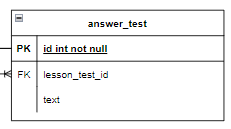 answer_test
PK id int not null
FK lesson_test_id
text